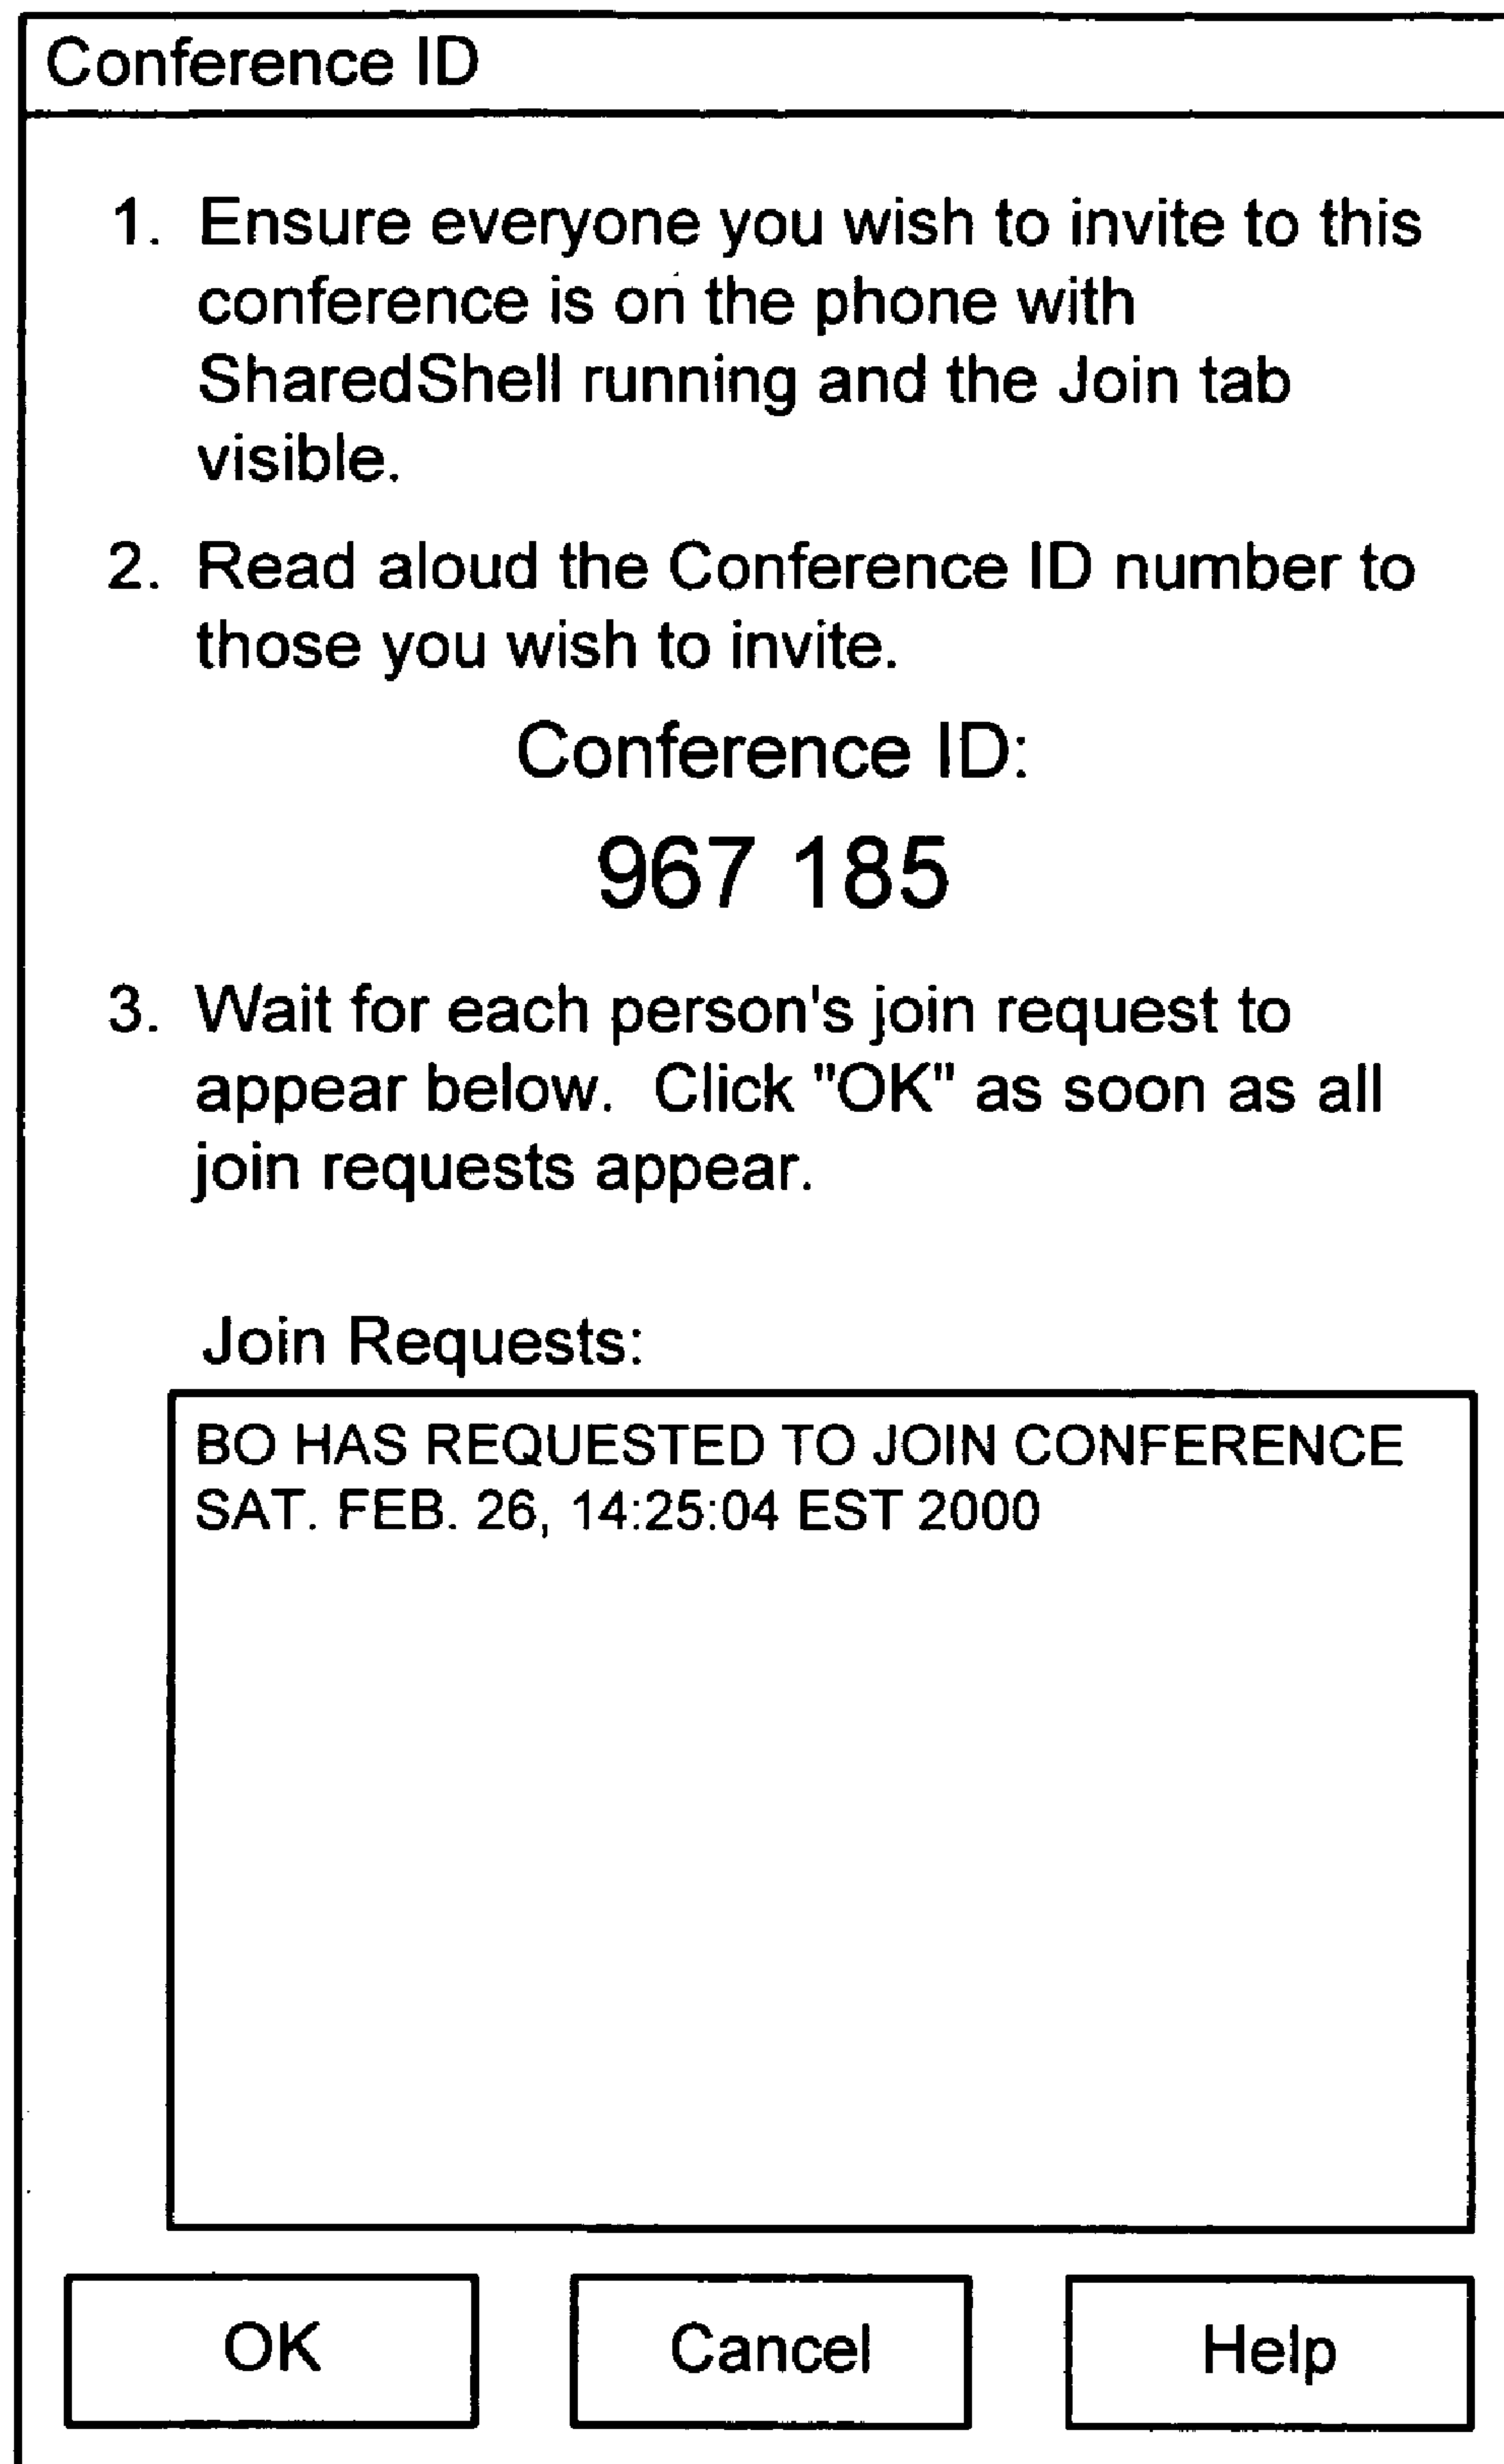 Conference ID
1. Ensure everyone you wish to invite to this
conference is on the phone with
SharedShell running and the Join tab
visible.
2. Read aloud the Conference ID number to
those you wish to invite.
Conference ID:
967 185
3. Wait for each person's join request to
appear below. Click "OK" as soon as all
join requests appear.
Join Requests:
BO HAS REQUESTED TO JOIN CONFERENCE
SAT. FEB. 26, 14:25:04 EST 2000
OK Cancel Help